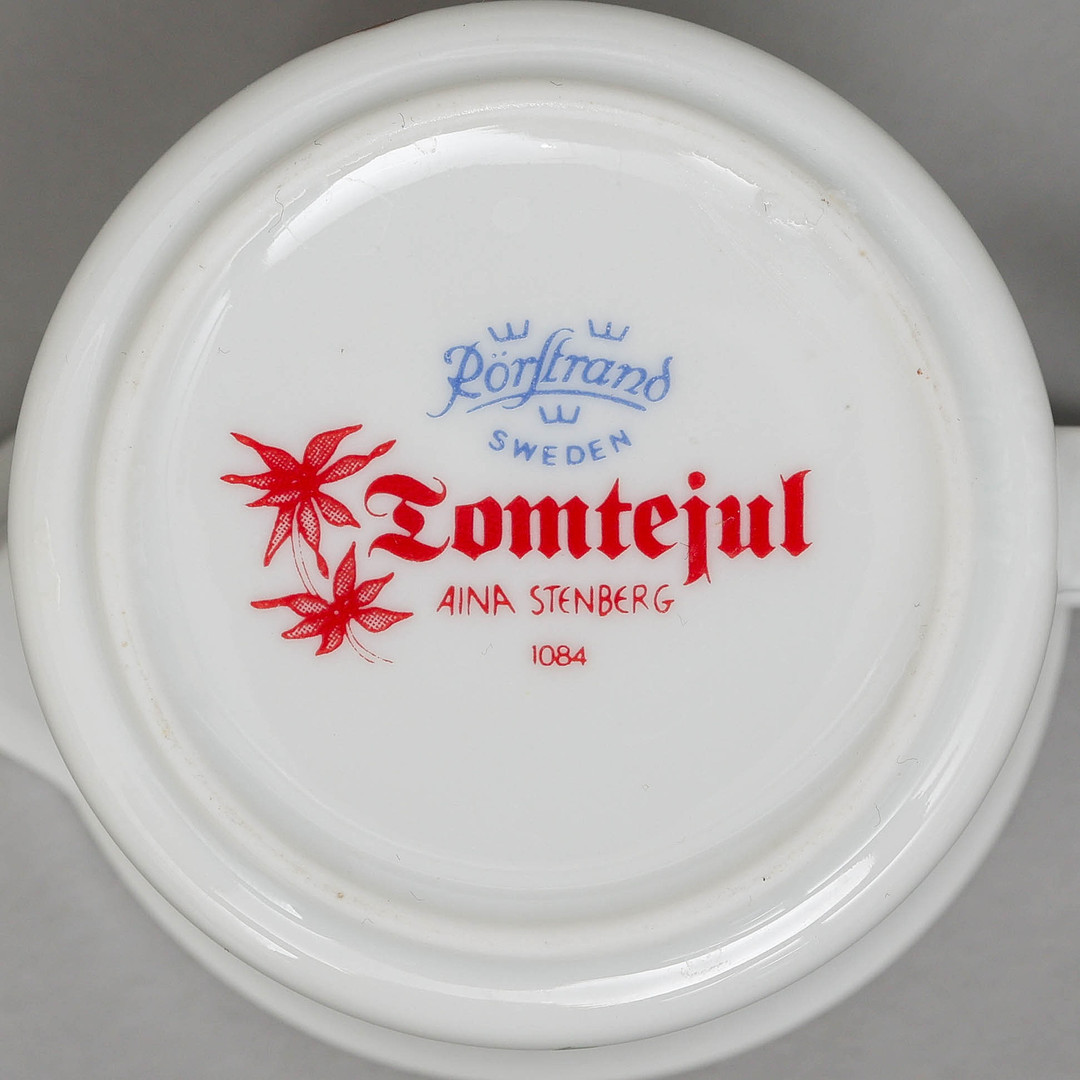 Rörstrand
SWEDEN
Tomtejul
AINA STENBERG
1084